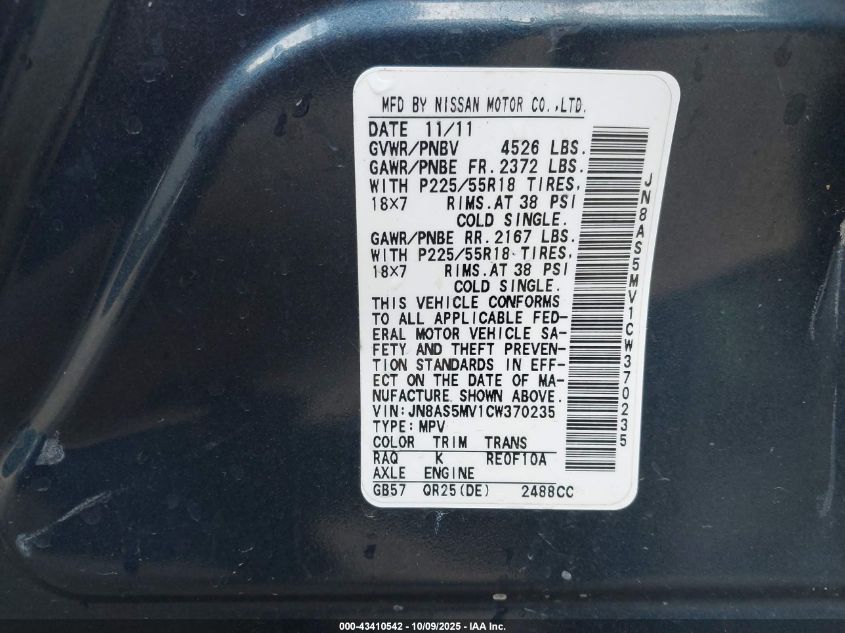 MFD BY NISSAN MOTOR CO.,LTD.
DATE 11/11
GVWR/PNBV 4526 LBS.
GAWR/PNBE FR. 2372 LBS.
WITH P225/55R18 TIRES,
18X7 RIMS. AT 38 PSI
COLD SINGLE.
GAWR/PNBE RR. 2167 LBS.
WITH P225/55R18 TIRES,
18X7 RIMS. AT 38 PSI
COLD SINGLE.
THIS VEHICLE CONFORMS
TO ALL APPLICABLE FED-
ERAL MOTOR VEHICLE SA-
FETY AND THEFT PREVEN-
TION STANDARDS IN EFF-
ECT ON THE DATE OF MA-
NUFACTURE SHOWN ABOVE.
VIN:JN8AS5MV1CW370235
TYPE:MPV
COLOR TRIM TRANS
RAQ K RE0F10A
AXLE ENGINE
GB57 QR25(DE) 2488CC
JN8AS5MV1CW370235
000-43410542 - 10/09/2025 - IAA Inc.